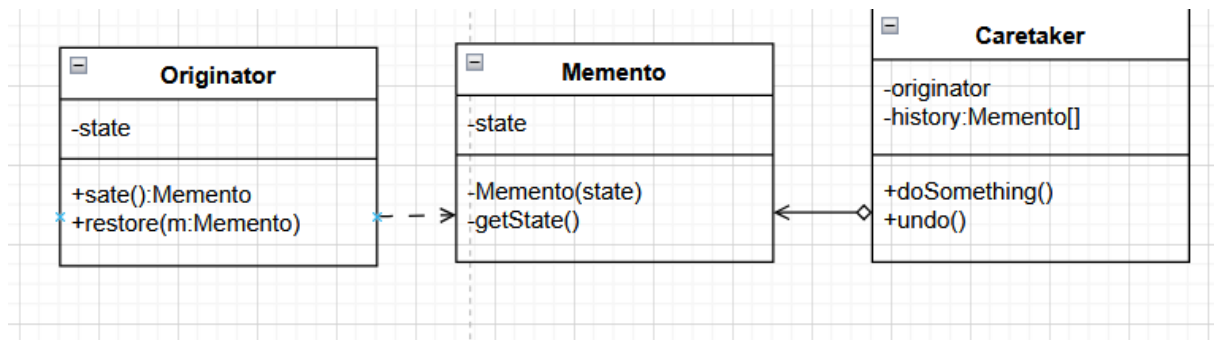 Originator
-state
+sate():Memento
+restore(m:Memento)
Memento
-state
-Memento(state)
-getState()
Caretaker
-originator
-history:Memento[]
+doSomething()
+undo()